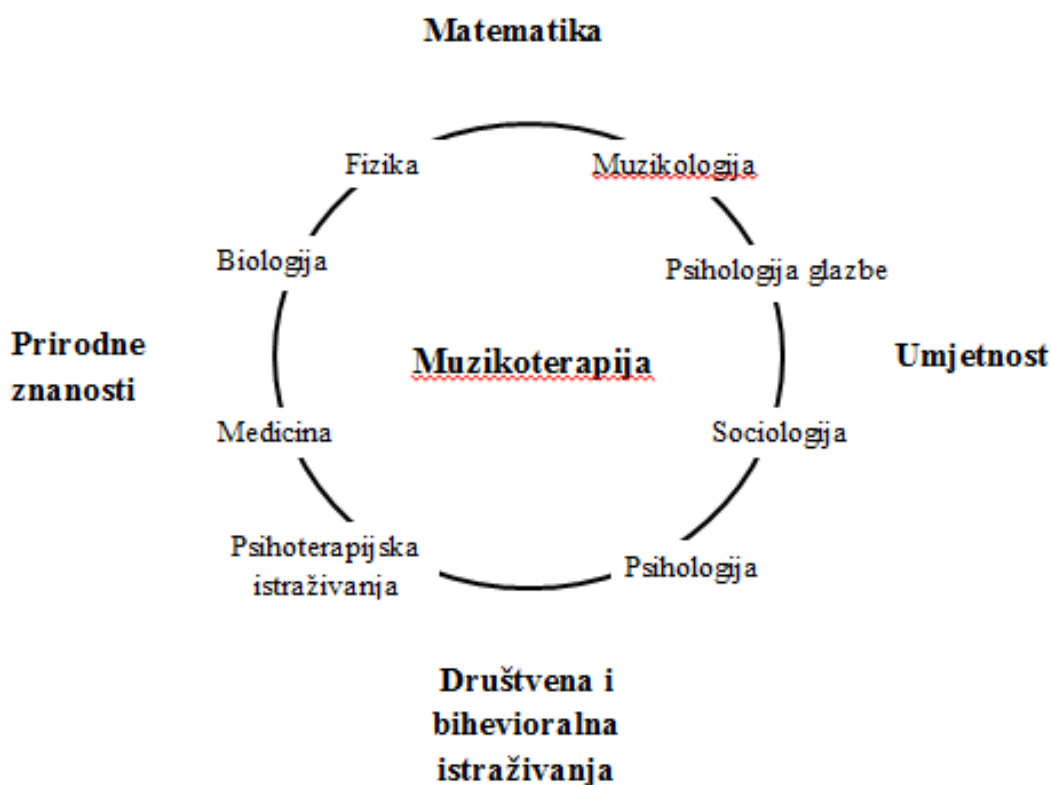 Matematika
Fizika
Muzikologija
Biologija
Psihologija glazbe
Prirodne
znanosti
Muzikoterapija
Umjetnost
Medicina
Sociologija
Psihoterapijska
istraživanja
Psihologija
Društvena i
bihevioralna
istraživanja